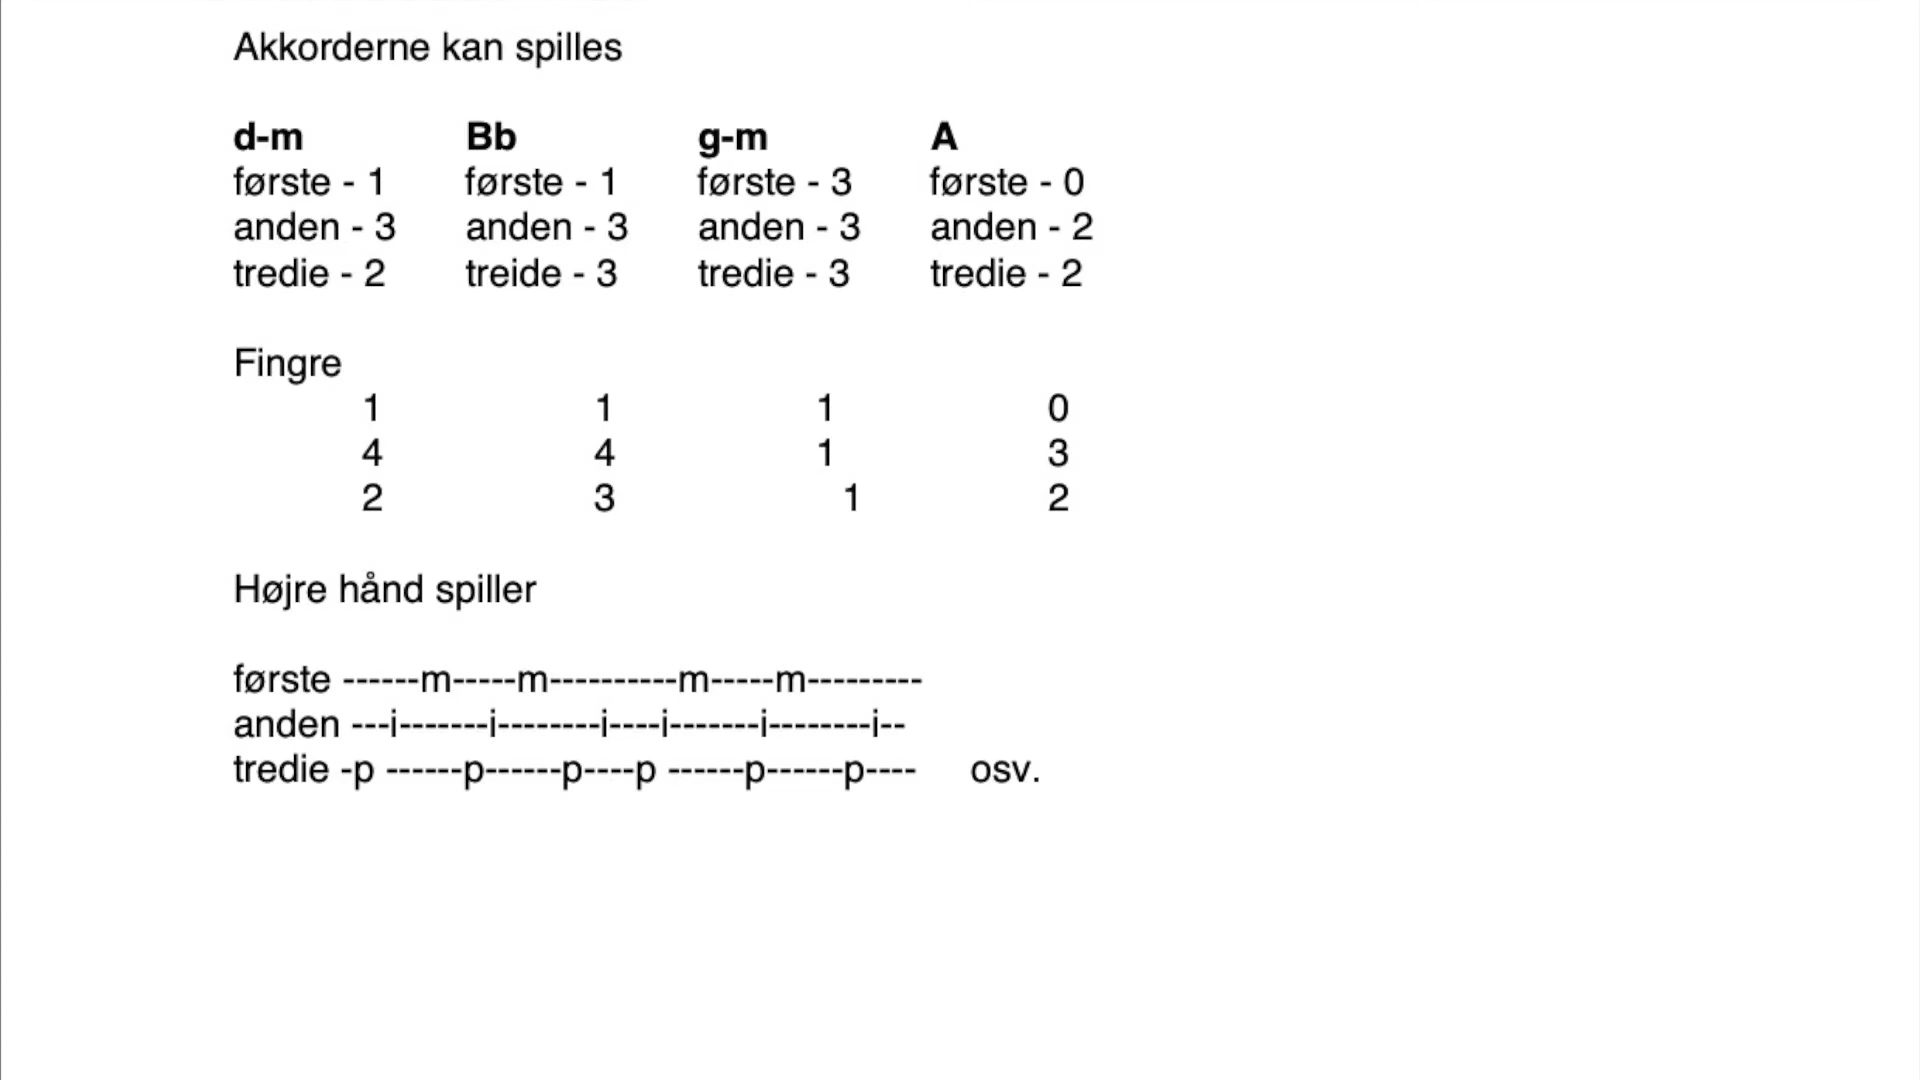 Akkorderne kan spilles
d-m Bb g-m A
første - 1 første - 1 første - 3 første - 0
anden - 3 anden - 3 anden - 3 anden - 2
tredie - 2 treide - 3 tredie - 3 tredie - 2
Fingre
1 1 1 0
4 4 1 3
2 3 1 2
Højre hånd spiller
første ------m-----m----------m-----m---------
anden ---i-------i--------i----i-------i--------i--
tredie -p ------p------p----p ------p------p---- osv.